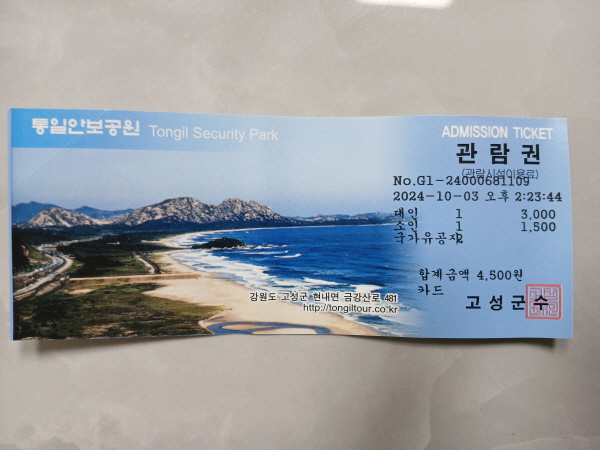 통일안보공원 Tongil Security Park
ADMISSION TICKET
관람권
(관람시설이용료)
No.G1-24000681109
2024-10-03 오후 2:23:44
대인 1 3,000
소인 1 1,500
국가유공자2
합계금액 4,500원
카드
고성군수
강원도 고성군 현내면 금강산로 481
http://tongiltour.co.kr